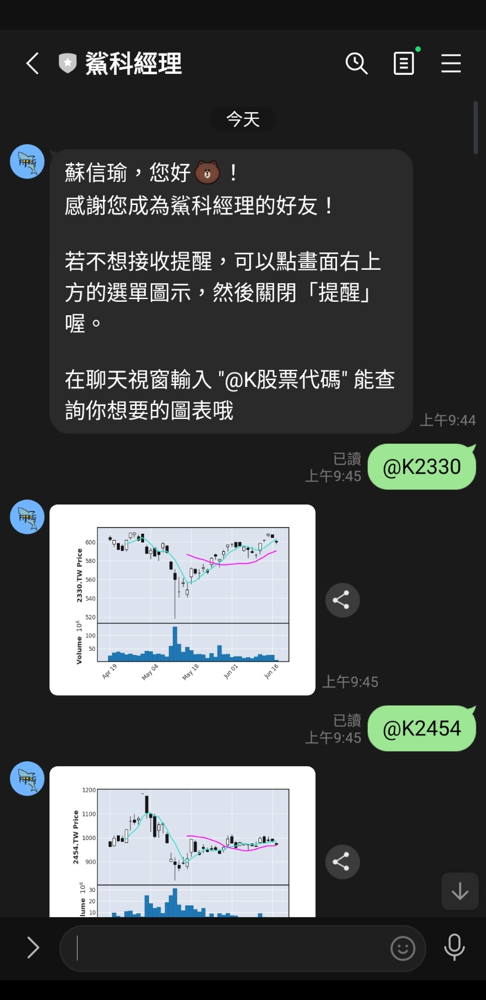 鯊科經理
今天
蘇信瑜，您好！
感謝您成為鯊科經理的好友！
若不想接收提醒，可以點畫面右上
方的選單圖示，然後關閉「提醒」
喔。
在聊天視窗輸入 "@K股票代碼" 能查
詢你想要的圖表哦
上午9:44
已讀
上午9:45
@K2330
2330.TW Price
600
580
560
540
520
Volume 10⁶
100
50
Apr 19
May 04
May 18
Jun 01
Jun 16
上午9:45
已讀
上午9:45
@K2454
2454.TW Price
1200
1100
1000
900
lume 10⁶
30
20
10